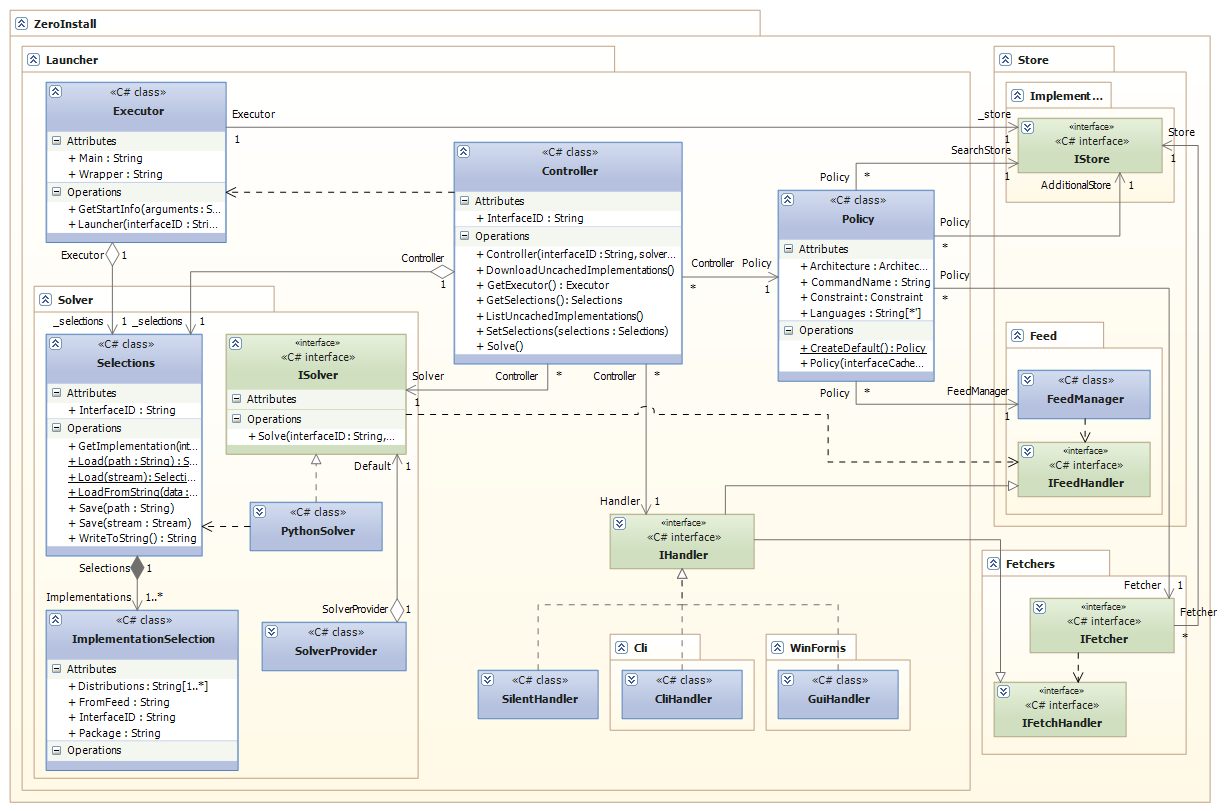 ZeroInstall
Launcher
«C# class»
Executor
Attributes
+ Main : String
+ Wrapper : String
Operations
+ GetStartInfo(arguments : S...
+ Launcher(interfaceID : Stri...
Executor
1
_store
1
Executor
1
«C# class»
Controller
Attributes
+ InterfaceID : String
Operations
+ Controller(interfaceID : String, solver...
+ DownloadUncachedImplementations()
+ GetExecutor() : Executor
+ GetSelections() : Selections
+ ListUncachedImplementations()
+ SetSelections(selections : Selections)
+ Solve()
Controller
1
Controller
*
Policy
1
«C# class»
Policy
Attributes
+ Architecture : Architec...
+ CommandName : String
+ Constraint : Constraint
+ Languages : String[*']
Operations
+ CreateDefault() : Policy
+ Policy(interfaceCache...
Policy
*
SearchStore
1
Policy
*
AdditionalStore
1
Policy
*
Policy
*
FeedManager
1
Store
Implement...
«interface»
«C# interface»
IStore
Store
1
Feed
«C# class»
FeedManager
«interface»
«C# interface»
IFeedHandler
Solver
_selections
1
_selections
1
«C# class»
Selections
Attributes
+ InterfaceID : String
Operations
+ GetImplementation(int...
+ Load(path : String) : S...
+ Load(stream) : Selecti...
+ LoadFromString(data : ...
+ Save(path : String)
+ Save(stream : Stream)
+ WriteToString() : String
Selections
1
Implementations
1..*
«interface»
«C# interface»
ISolver
Attributes
Operations
+ Solve(interfaceID : String,...
Solver
1
Controller
*
Controller
*
Default
1
«C# class»
PythonSolver
SolverProvider
1
«C# class»
SolverProvider
«C# class»
ImplementationSelection
Attributes
+ Distributions : String[1..*]
+ FromFeed : String
+ InterfaceID : String
+ Package : String
Operations
Handler
1
«interface»
«C# interface»
IHandler
«C# class»
SilentHandler
Cli
«C# class»
CliHandler
WinForms
«C# class»
GuiHandler
Fetchers
Fetcher
1
«interface»
«C# interface»
IFetcher
Fetcher
*
«interface»
«C# interface»
IFetchHandler